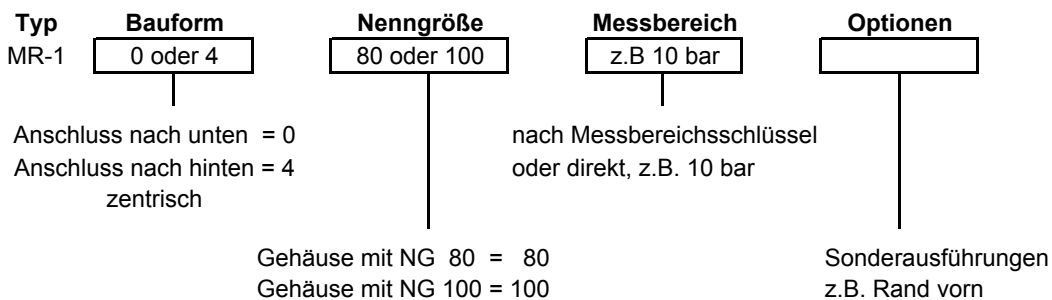 Typ Bauform Nenngröße Messbereich Optionen
MR-1 0 oder 4 80 oder 100 z.B 10 bar
Anschluss nach unten = 0 nach Messbereichsschlüssel
Anschluss nach hinten = 4 oder direkt, z.B. 10 bar
zentrisch
Gehäuse mit NG 80 = 80 Sonderausführungen
Gehäuse mit NG 100 = 100 z.B. Rand vorn